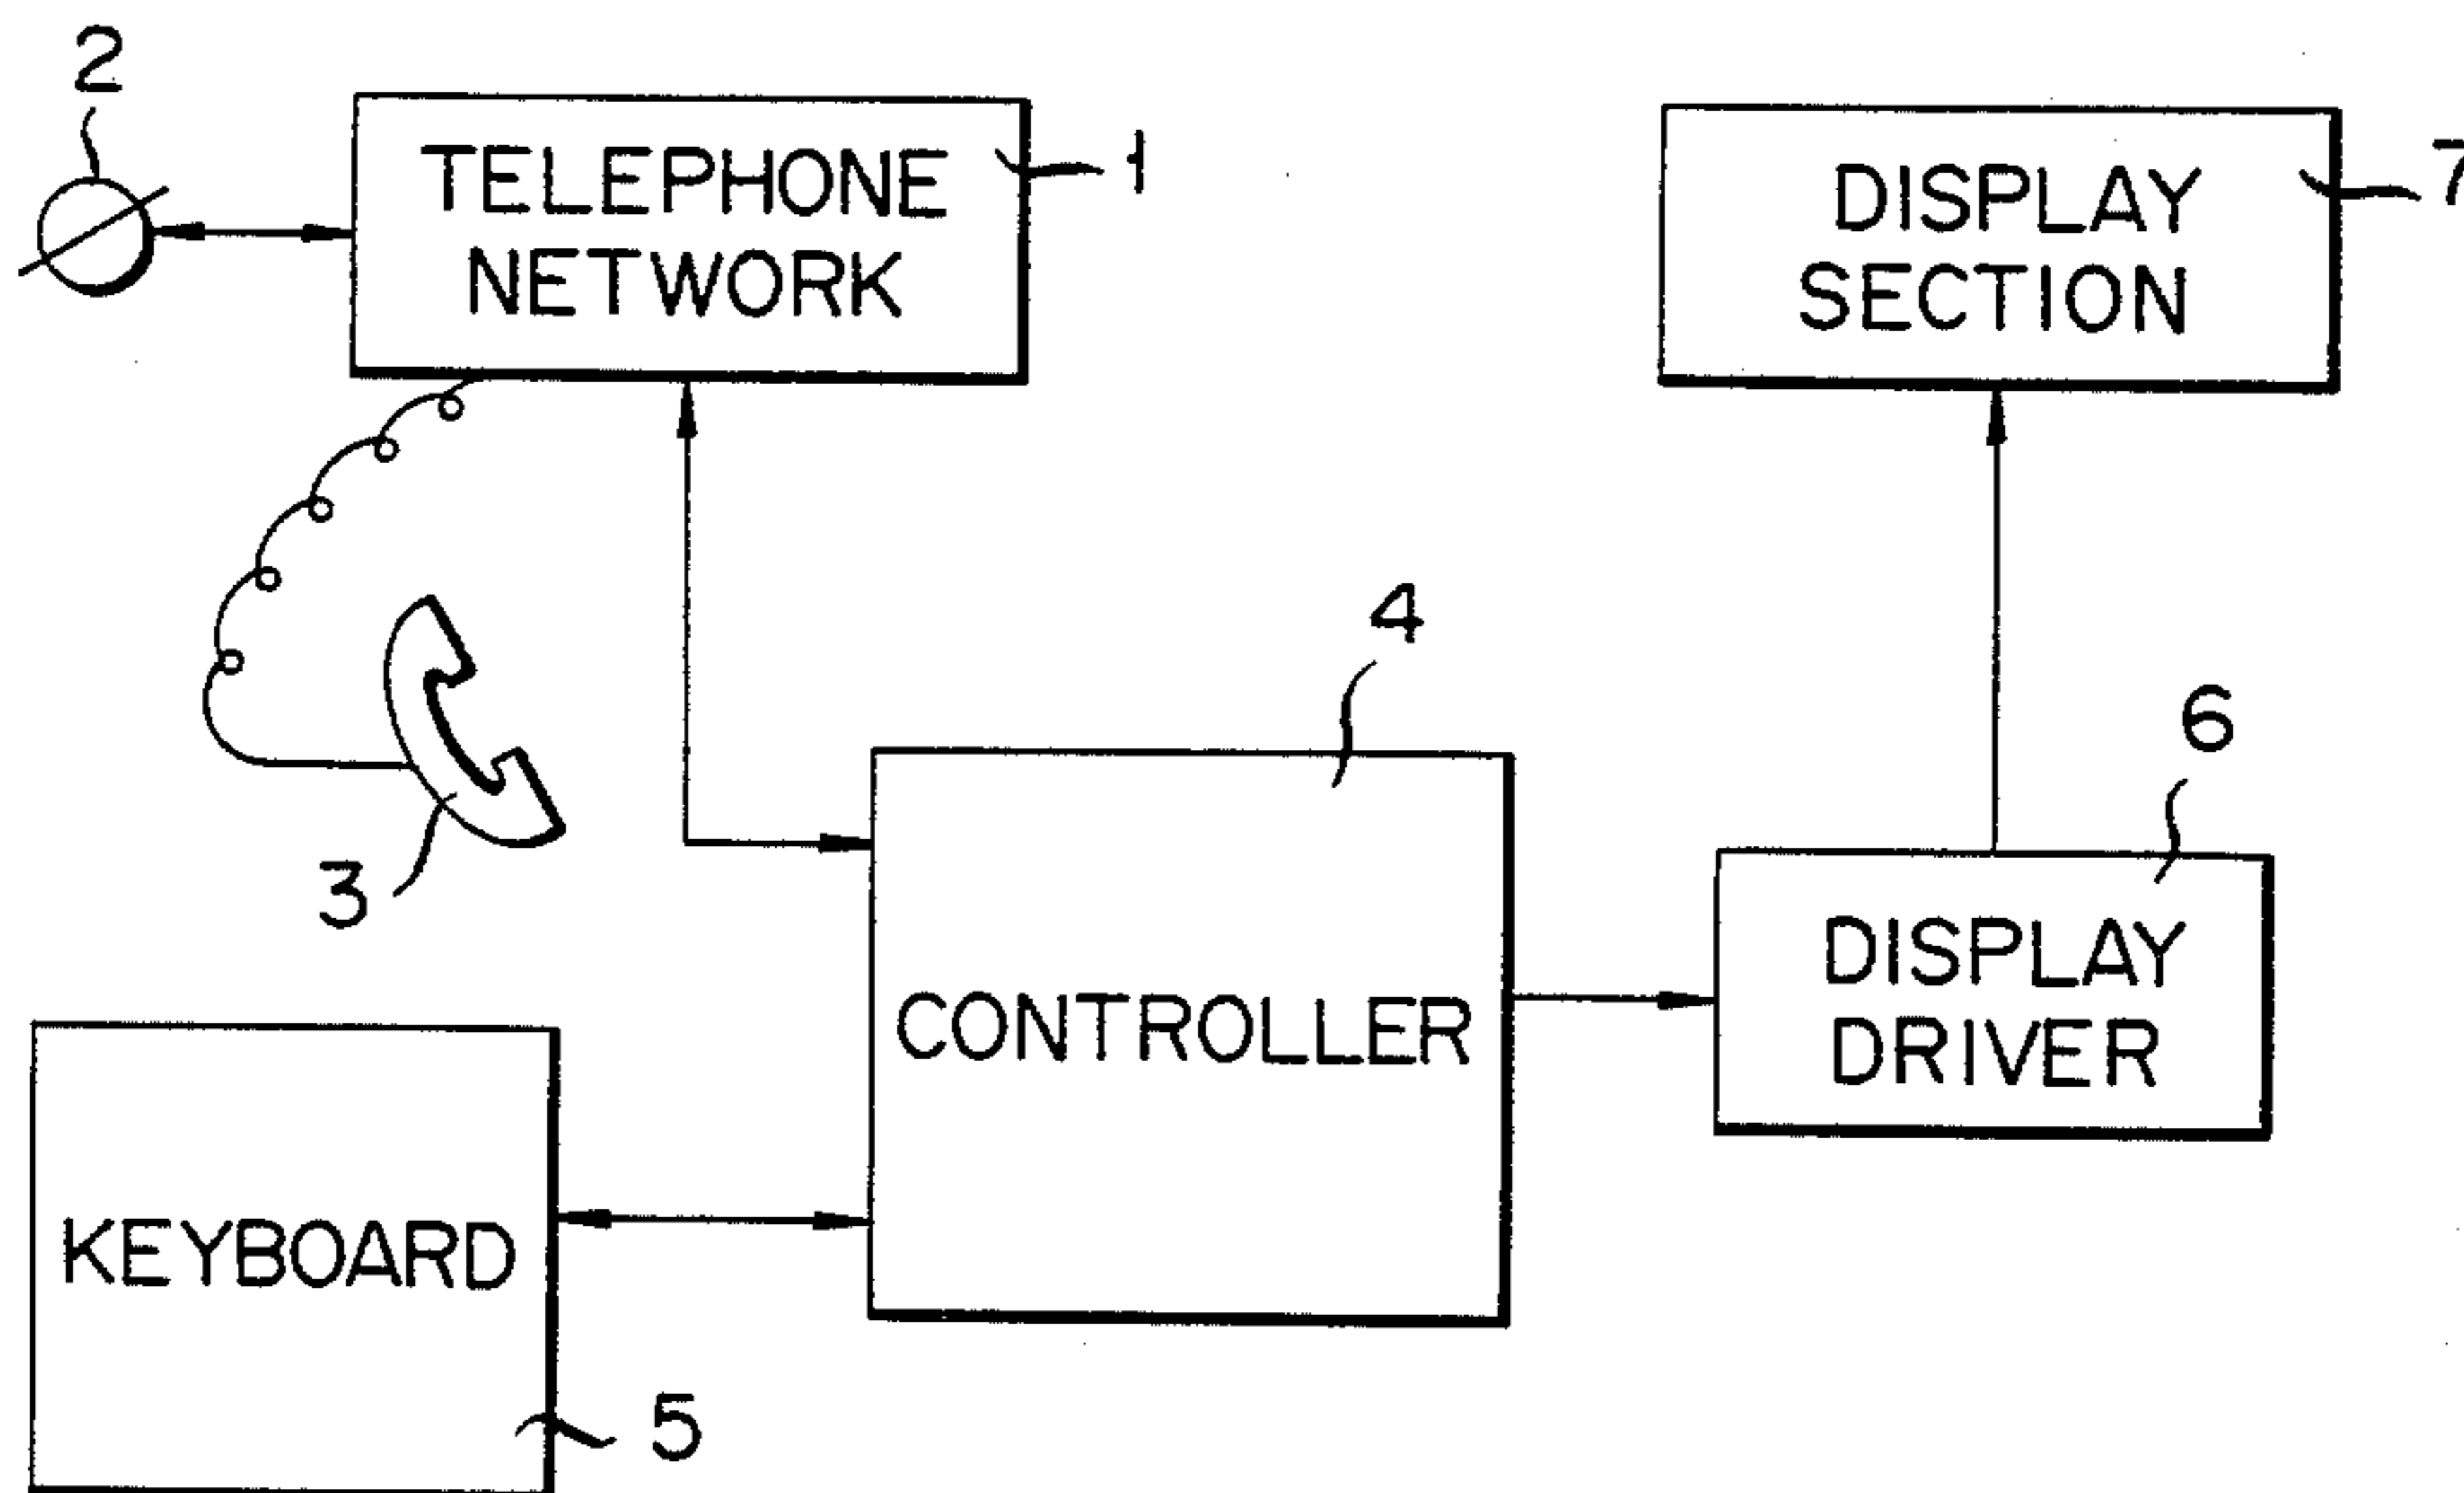 2
TELEPHONE
NETWORK
1
DISPLAY
SECTION
7
4
6
3
CONTROLLER
DISPLAY
DRIVER
KEYBOARD
5